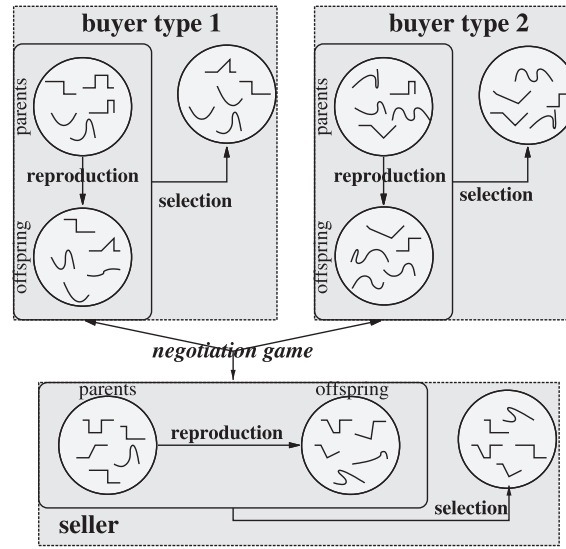 buyer type 1
parents
reproduction
selection
offspring
buyer type 2
parents
reproduction
selection
offspring
negotiation game
parents
offspring
reproduction
selection
seller